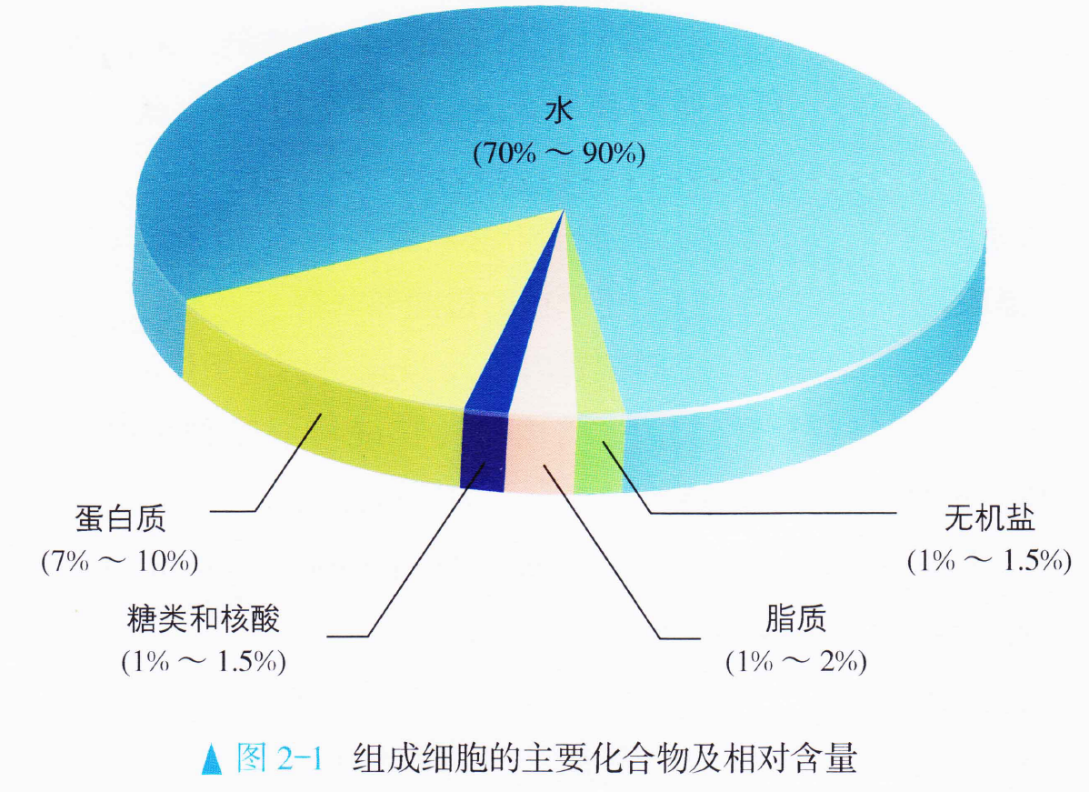 水
(70% ～ 90%)
蛋白质
(7% ～ 10%)
无机盐
(1% ～ 1.5%)
糖类和核酸
(1% ～ 1.5%)
脂质
(1% ～ 2%)
▲ 图 2-1 组成细胞的主要化合物及相对含量